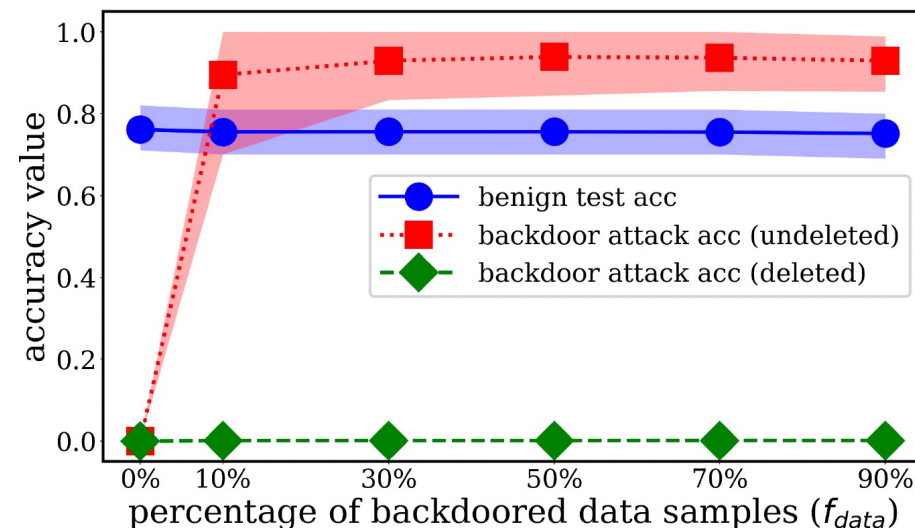 accuracy value
1.0
0.8
0.6
0.4
0.2
0.0
benign test acc
backdoor attack acc (undeleted)
backdoor attack acc (deleted)
0% 10% 30% 50% 70% 90%
percentage of backdoored data samples (f_data)